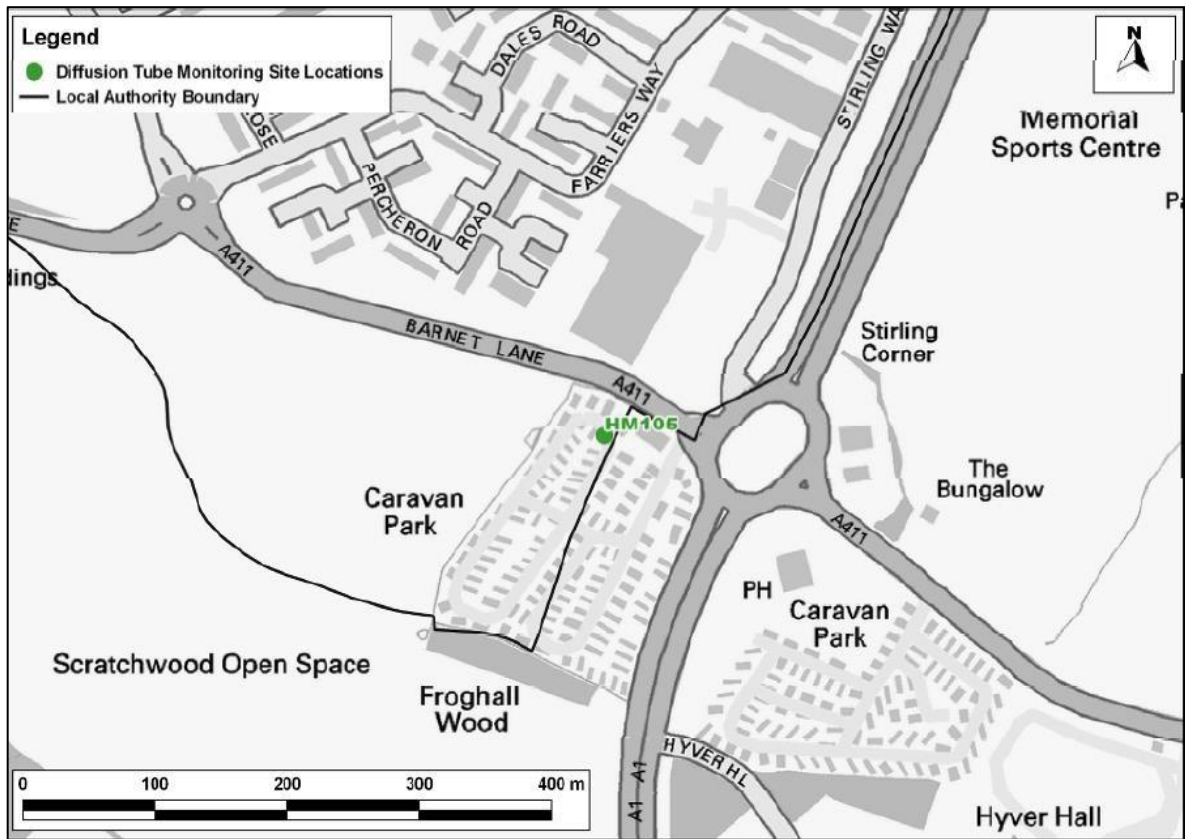 Legend
Diffusion Tube Monitoring Site Locations
Local Authority Boundary
N
DALES ROAD
STIRLING WAY
FARRIERS WAY
Memorial
Sports Centre
PERCHERON
ROAD
A411
BARNET LANE
Stirling
Corner
A411
HM106
The
Bungalow
Caravan
Park
A411
PH
Caravan
Park
Scratchwood Open Space
Froghall
Wood
HYVER HL
0 100 200 300 400 m
A1 A1
Hyver Hall